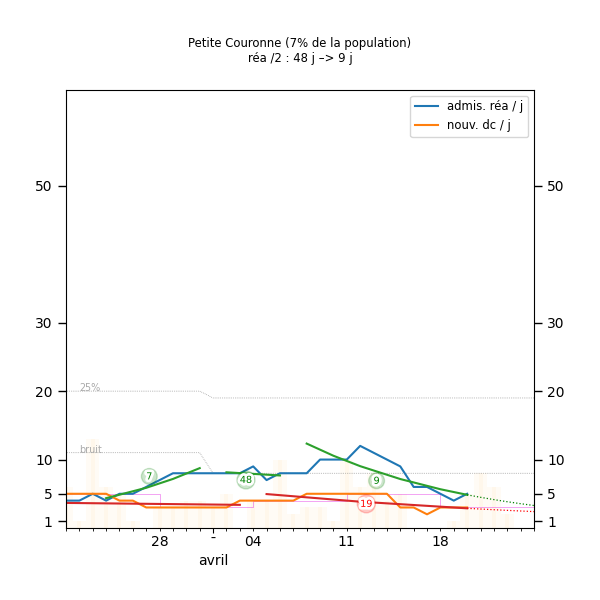 Petite Couronne (7% de la population)
réa /2 : 48 j –> 9 j
admis. réa / j
nouv. dc / j
50 50
30 30
25%
20 20
bruit
10 10
7 48 9
5 5
19
1 1
28 - 04 11 18
avril